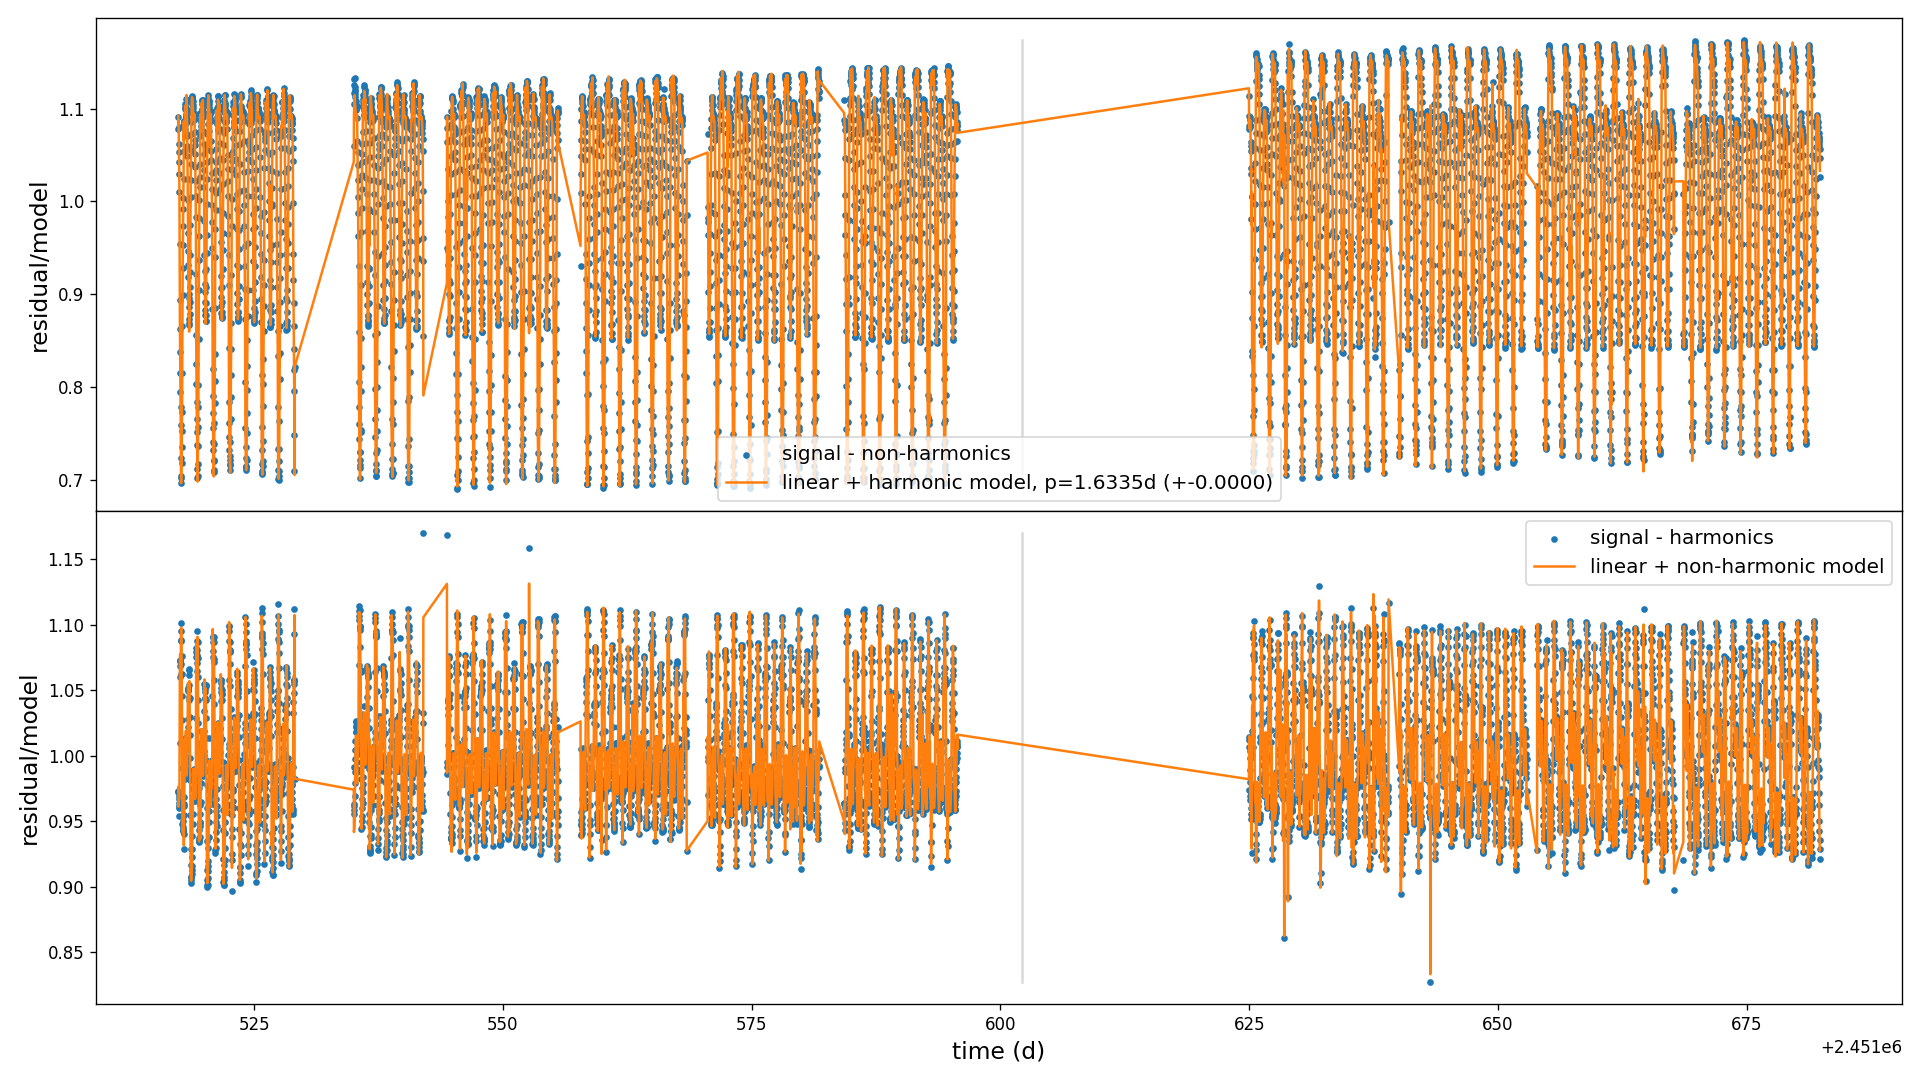 1.1
1.0
0.9
0.8
0.7
residual/model
signal - non-harmonics
linear + harmonic model, p=1.6335d (+-0.0000)
1.15
1.10
1.05
1.00
0.95
0.90
0.85
residual/model
signal - harmonics
linear + non-harmonic model
525 550 575 600 625 650 675
time (d)
+2.451e6